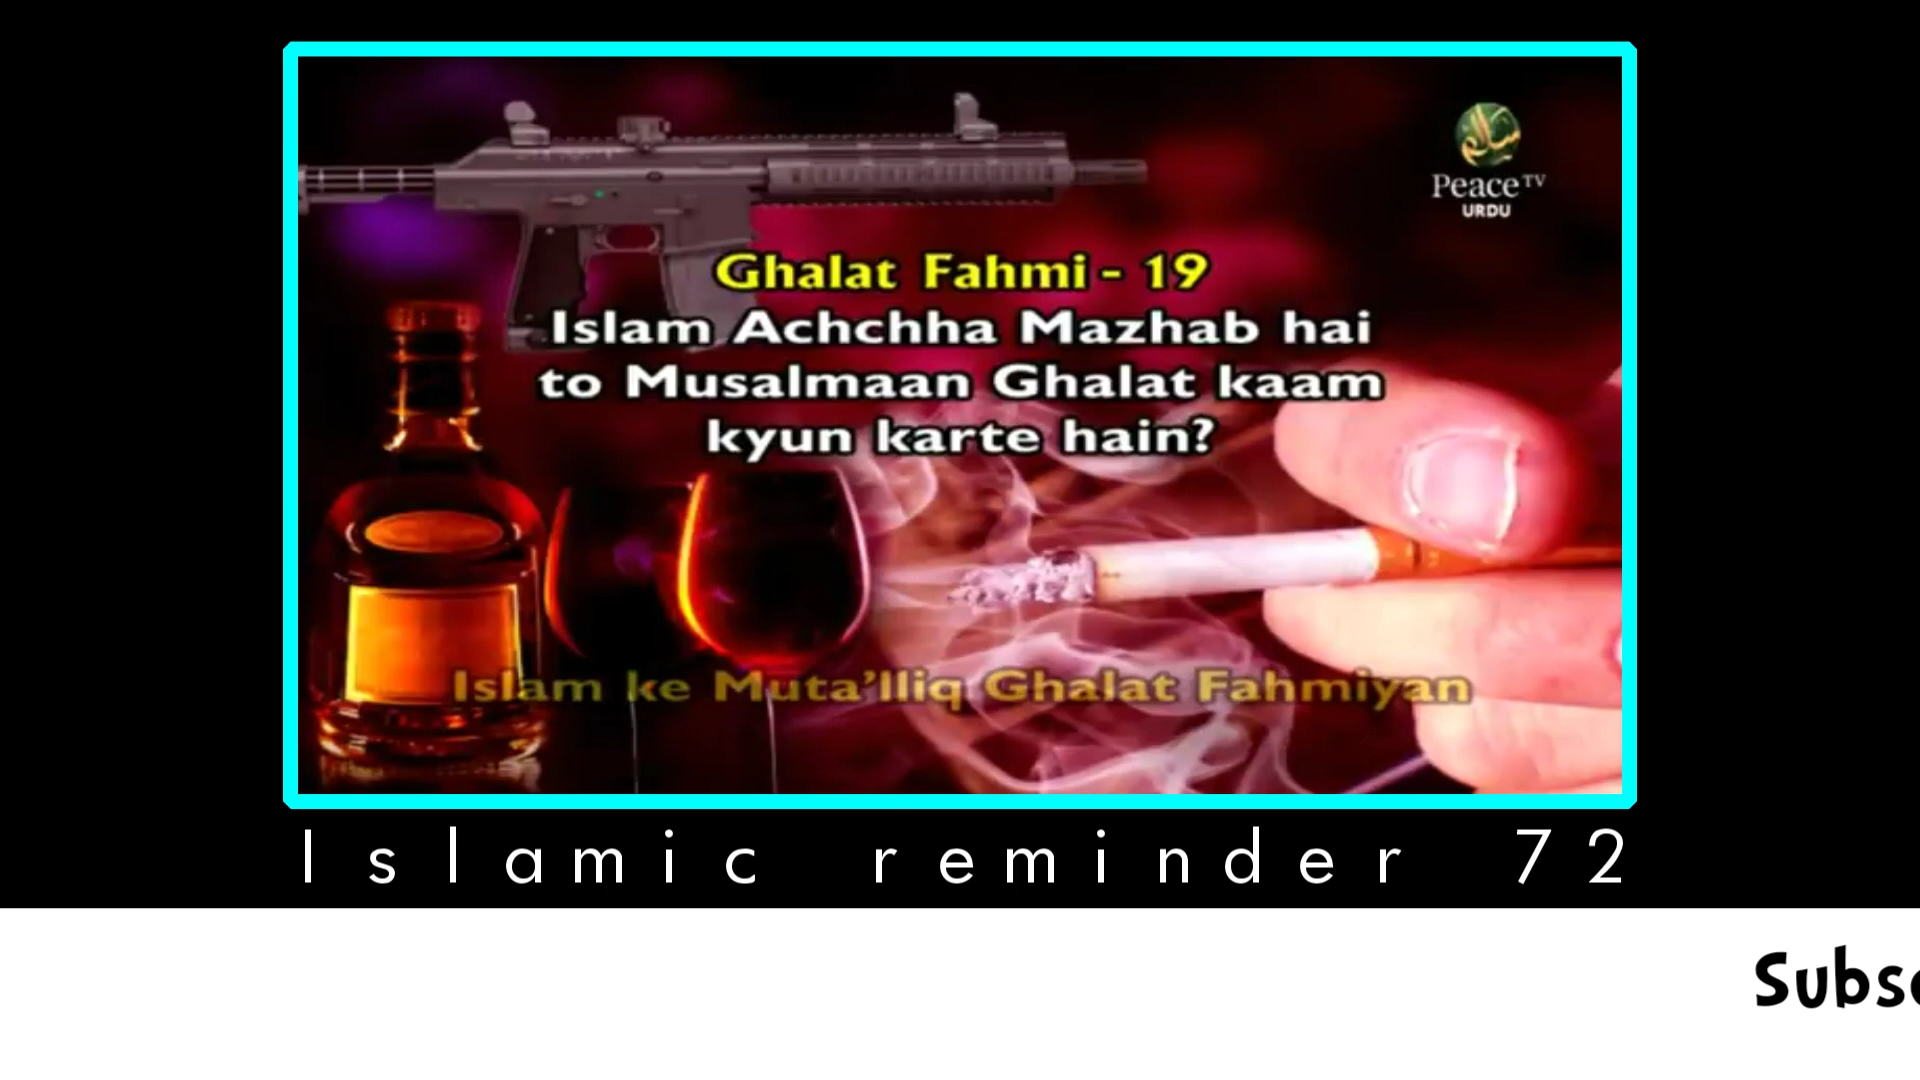 سلام
Peace TV
URDU
Ghalat Fahmi - 19
Islam Achchha Mazhab hai
to Musalmaan Ghalat kaam
kyun karte hain?
Islam ke Muta'lliq Ghalat Fahmiyan
Islamic reminder 72